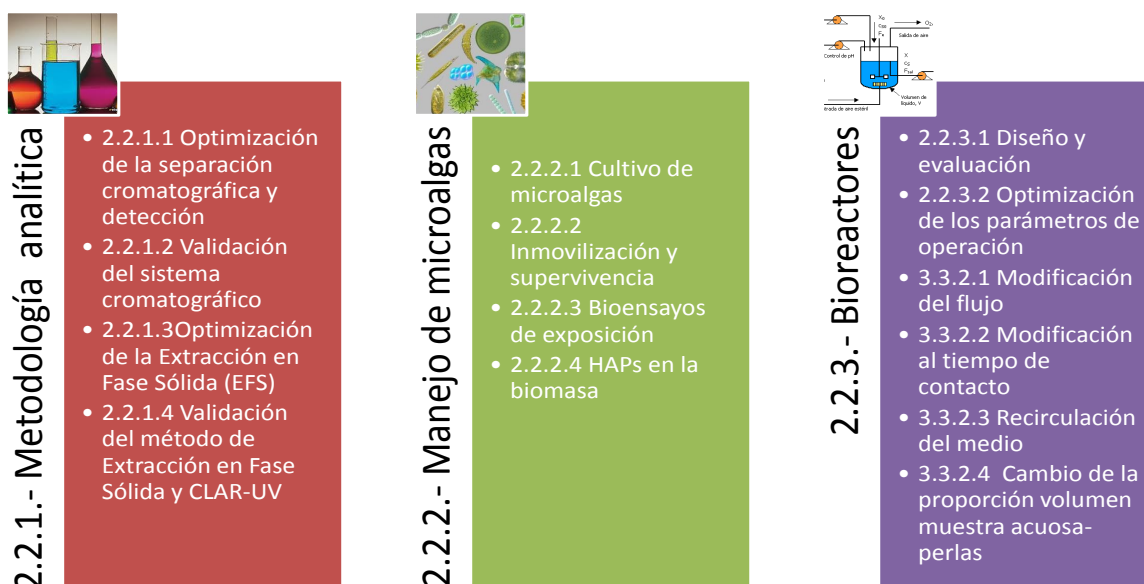 2.2.1.- Metodología analítica
• 2.2.1.1 Optimización
de la separación
cromatográfica y
detección
• 2.2.1.2 Validación
del sistema
cromatográfico
• 2.2.1.3Optimización
de la Extracción en
Fase Sólida (EFS)
• 2.2.1.4 Validación
del método de
Extracción en Fase
Sólida y CLAR-UV
2.2.2.- Manejo de microalgas
• 2.2.2.1 Cultivo de
microalgas
• 2.2.2.2
Inmovilización y
supervivencia
• 2.2.2.3 Bioensayos
de exposición
• 2.2.2.4 HAPs en la
biomasa
Salida de aire
Control de pH
X
Volumen de
líquido, V
trada de aire estéril
2.2.3.- Bioreactores
• 2.2.3.1 Diseño y
evaluación
• 2.2.3.2 Optimización
de los parámetros de
operación
• 3.3.2.1 Modificación
del flujo
• 3.3.2.2 Modificación
al tiempo de
contacto
• 3.3.2.3 Recirculación
del medio
• 3.3.2.4 Cambio de la
proporción volumen
muestra acuosa-
perlas